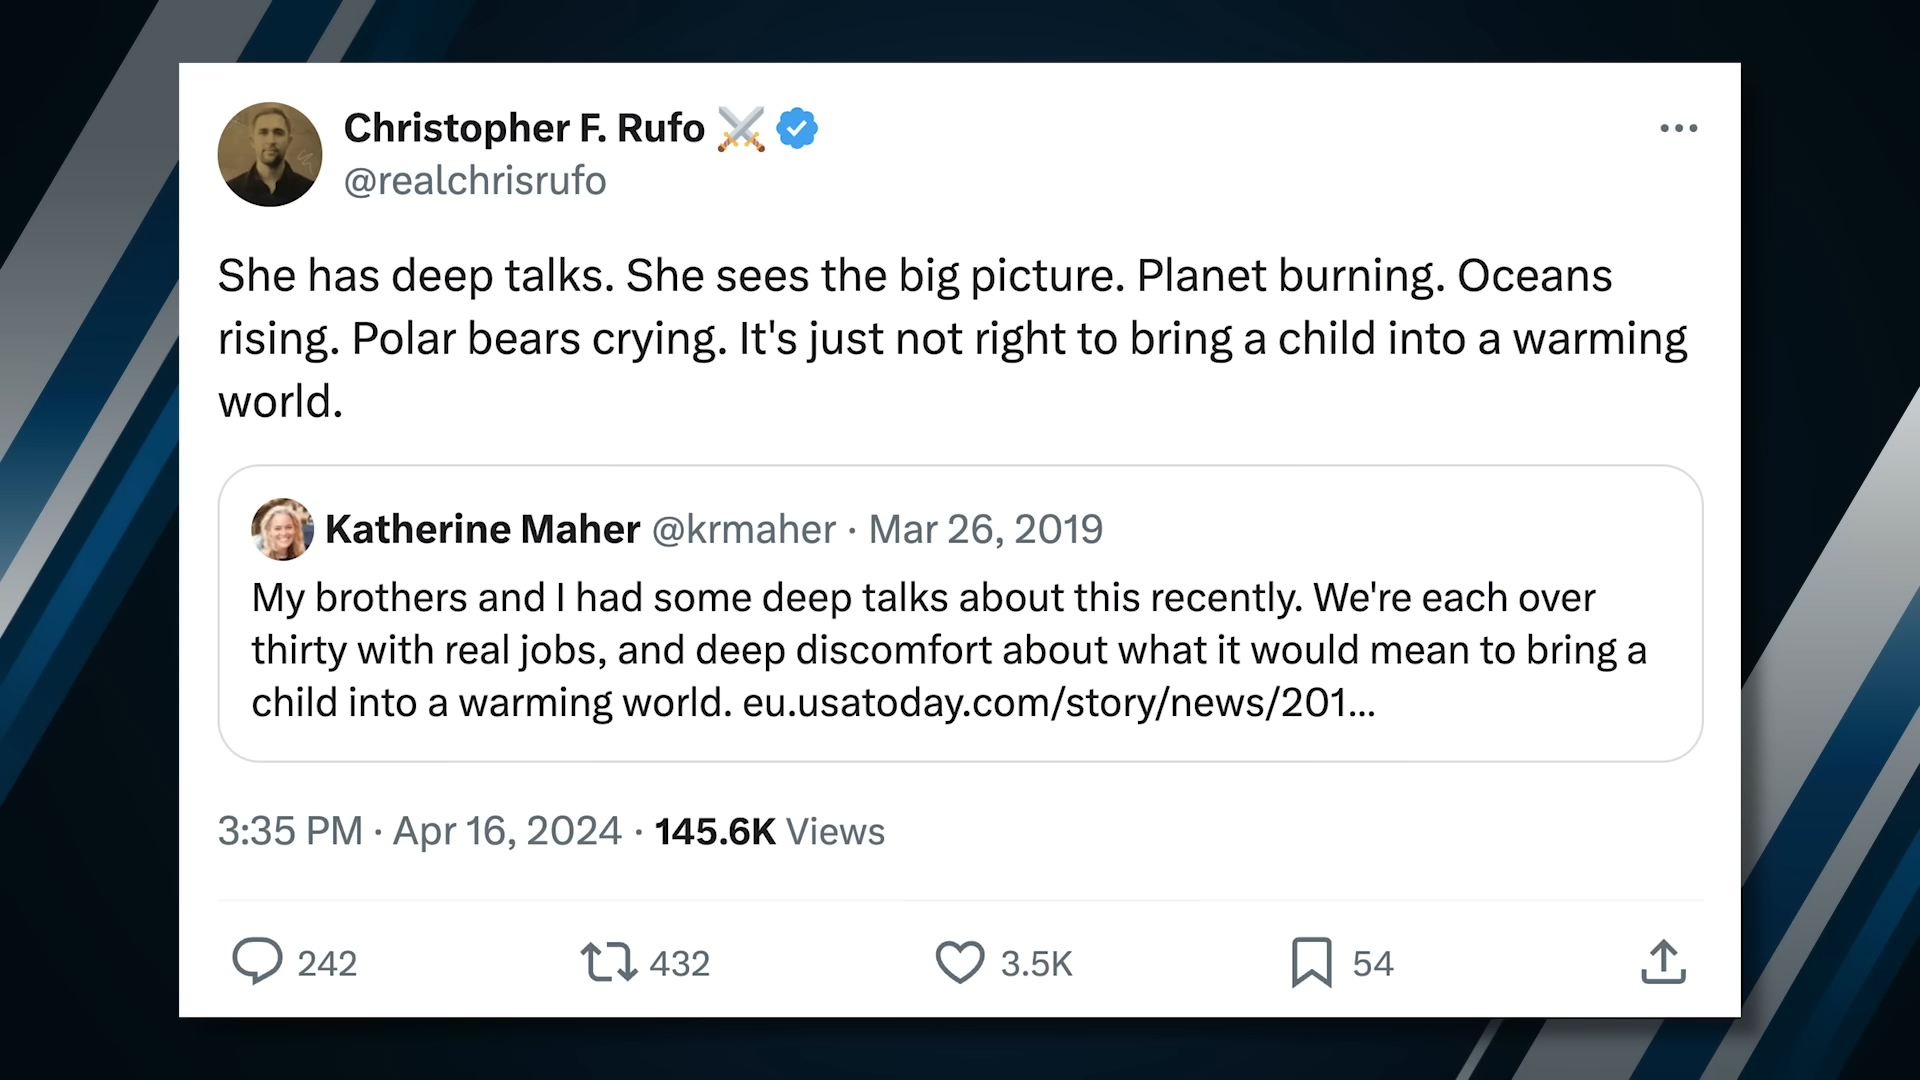 Christopher F. Rufo ⚔️
@realchrisrufo
She has deep talks. She sees the big picture. Planet burning. Oceans
rising. Polar bears crying. It's just not right to bring a child into a warming
world.
Katherine Maher @krmaher · Mar 26, 2019
My brothers and I had some deep talks about this recently. We're each over
thirty with real jobs, and deep discomfort about what it would mean to bring a
child into a warming world. eu.usatoday.com/story/news/201...
3:35 PM · Apr 16, 2024 · 145.6K Views
242 432 3.5K 54